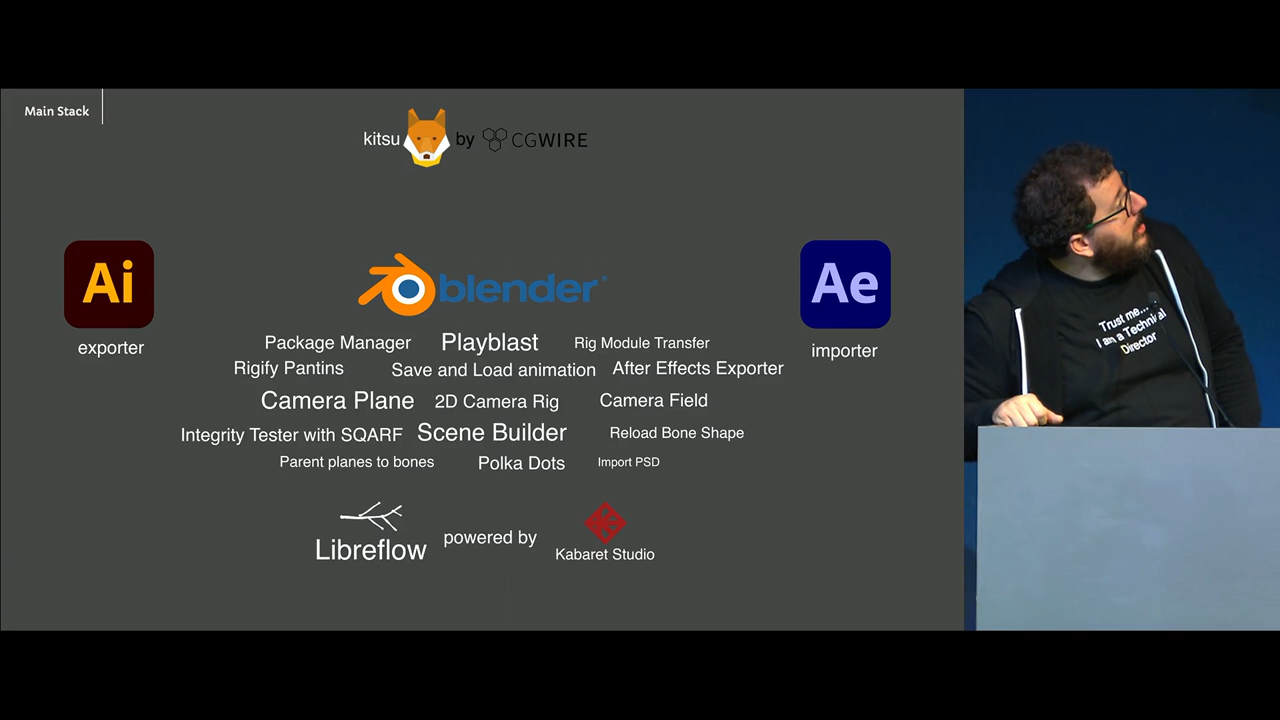 Main Stack
kitsu by CGWIRE
Ai
exporter
blender
Ae
importer
Package Manager Playblast Rig Module Transfer
Rigify Pantins Save and Load animation After Effects Exporter
Camera Plane 2D Camera Rig Camera Field
Integrity Tester with SQARF Scene Builder Reload Bone Shape
Parent planes to bones Polka Dots Import PSD
Libreflow powered by Kabaret Studio
Trust me...
I am a Technical
Director